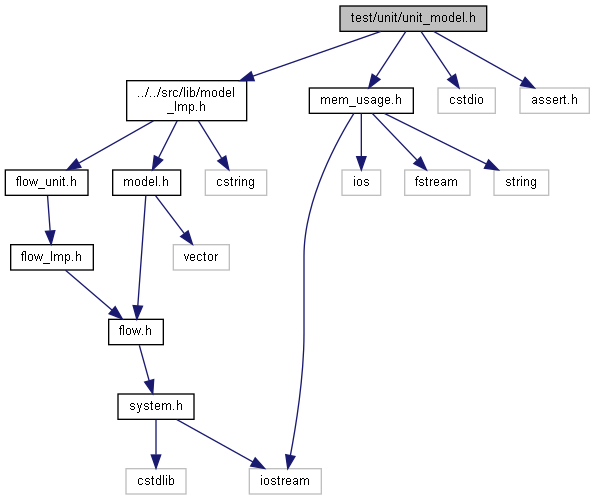 test/unit/unit_model.h
../../src/lib/model
_Imp.h
mem_usage.h
cstdio
assert.h
flow_unit.h
model.h
cstring
ios
fstream
string
flow_Imp.h
vector
flow.h
system.h
cstdlib
iostream